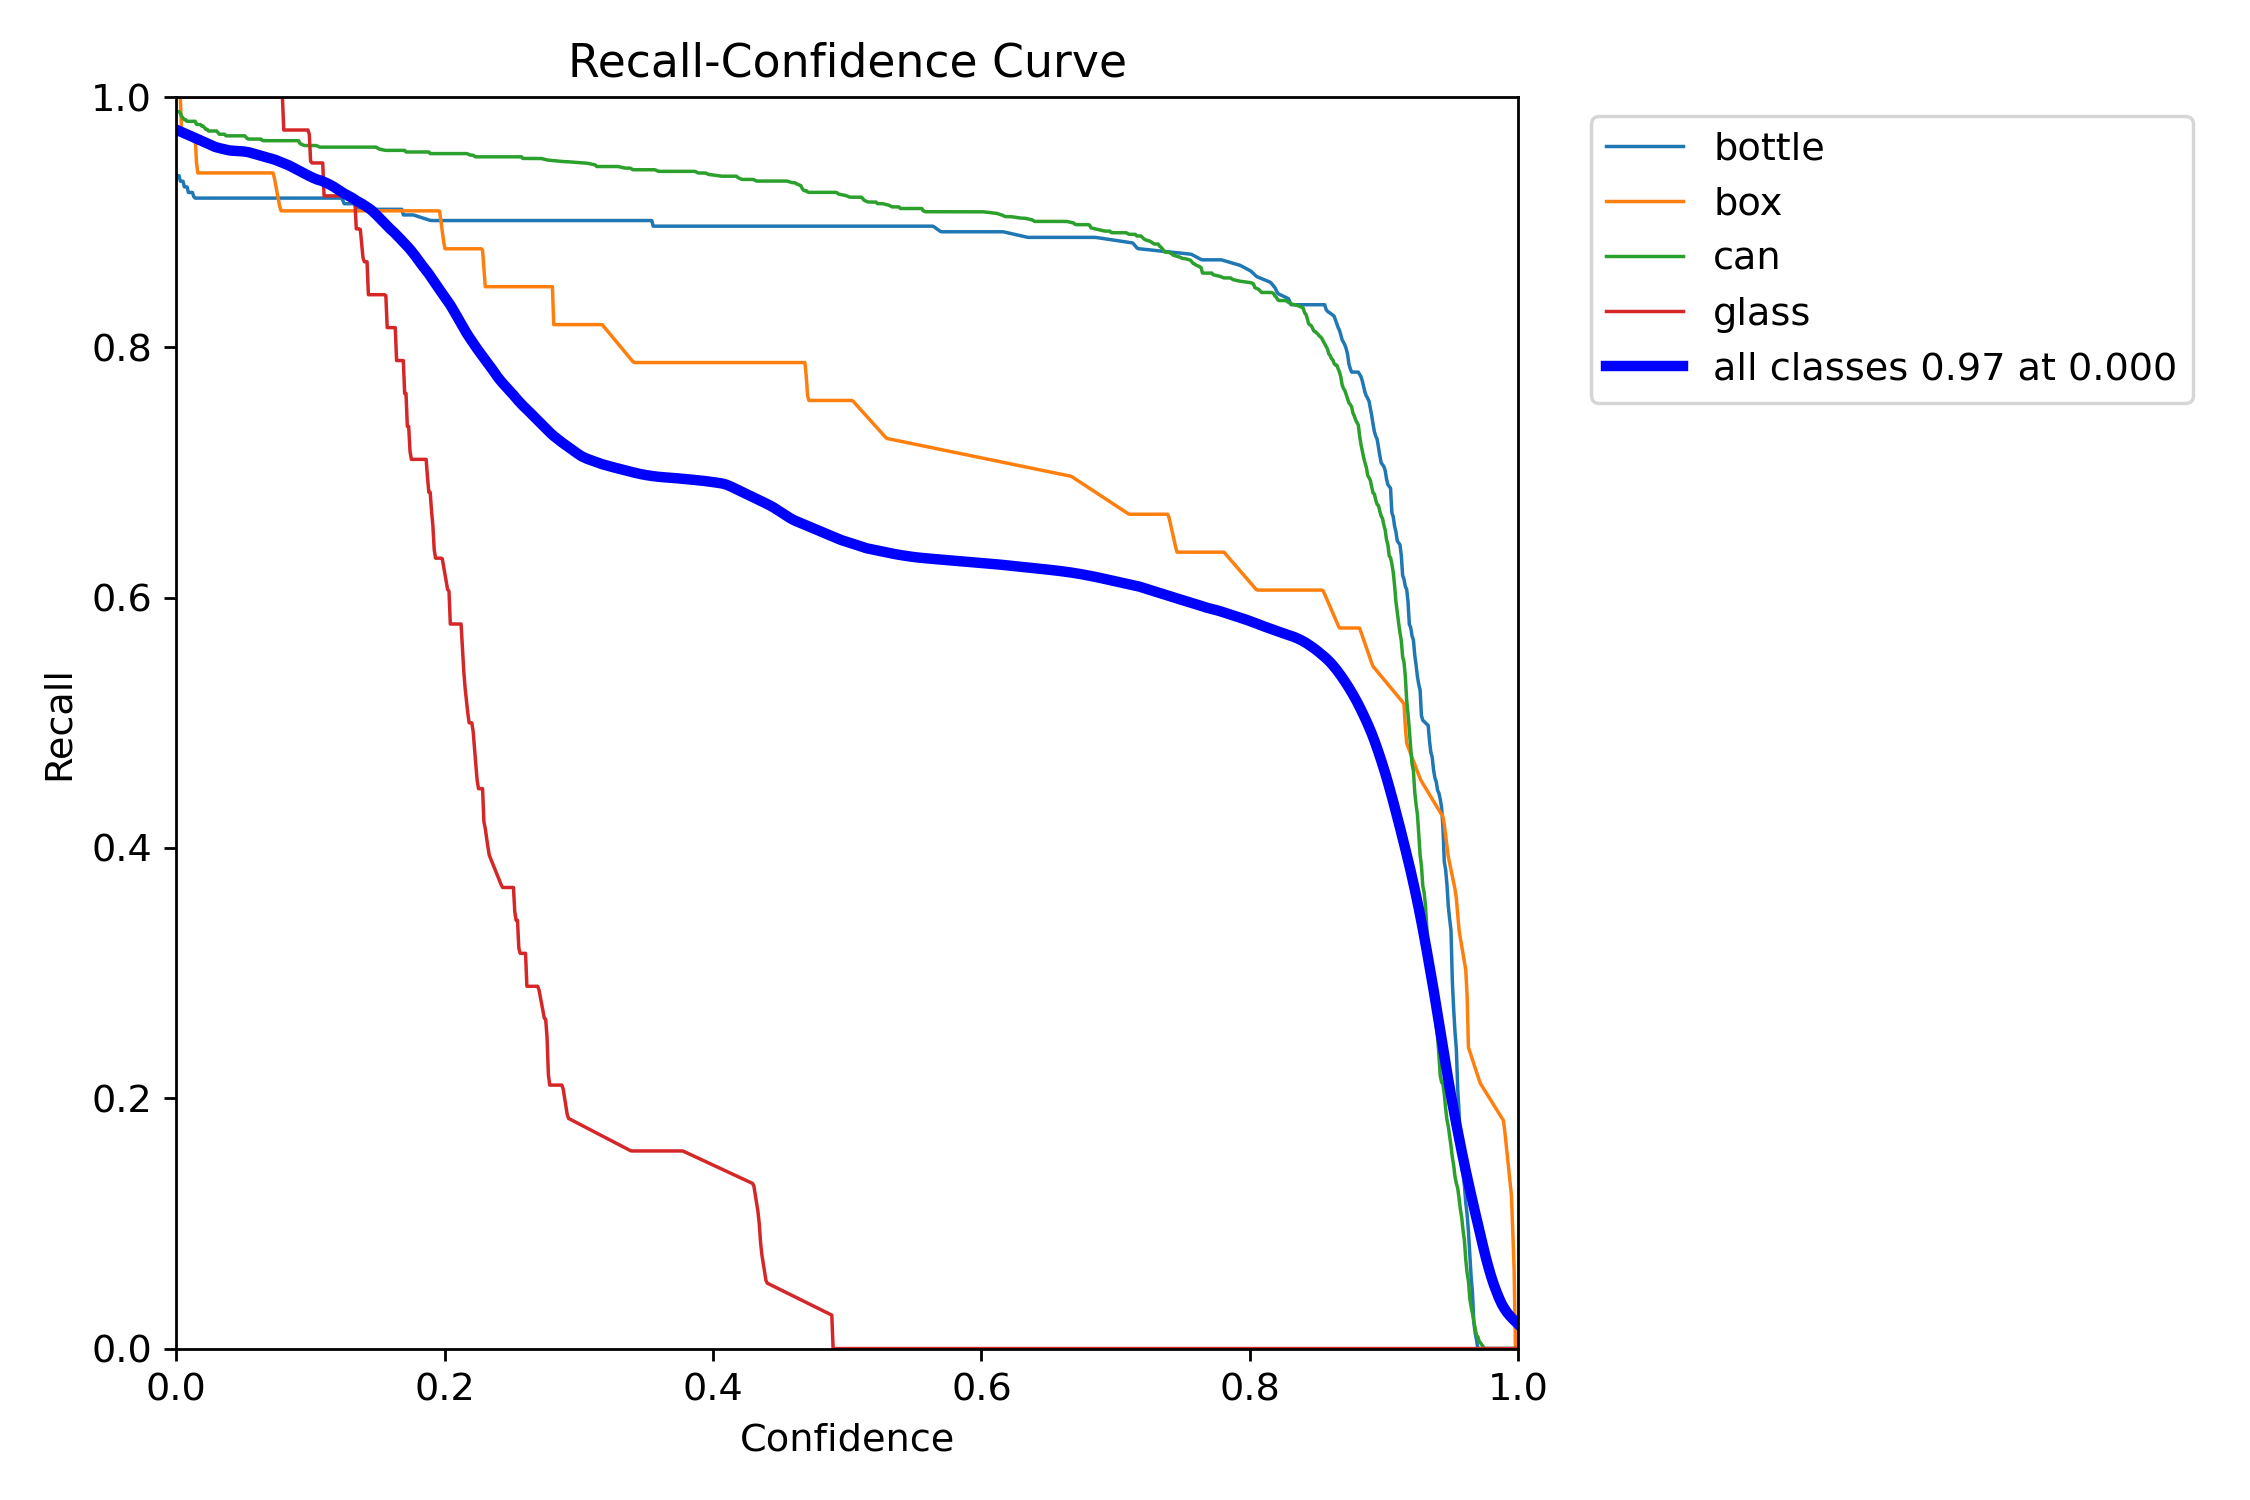 Recall-Confidence Curve
1.0
0.8
0.6
0.4
0.2
0.0
Recall
0.0 0.2 0.4 0.6 0.8 1.0
Confidence
bottle
box
can
glass
all classes 0.97 at 0.000